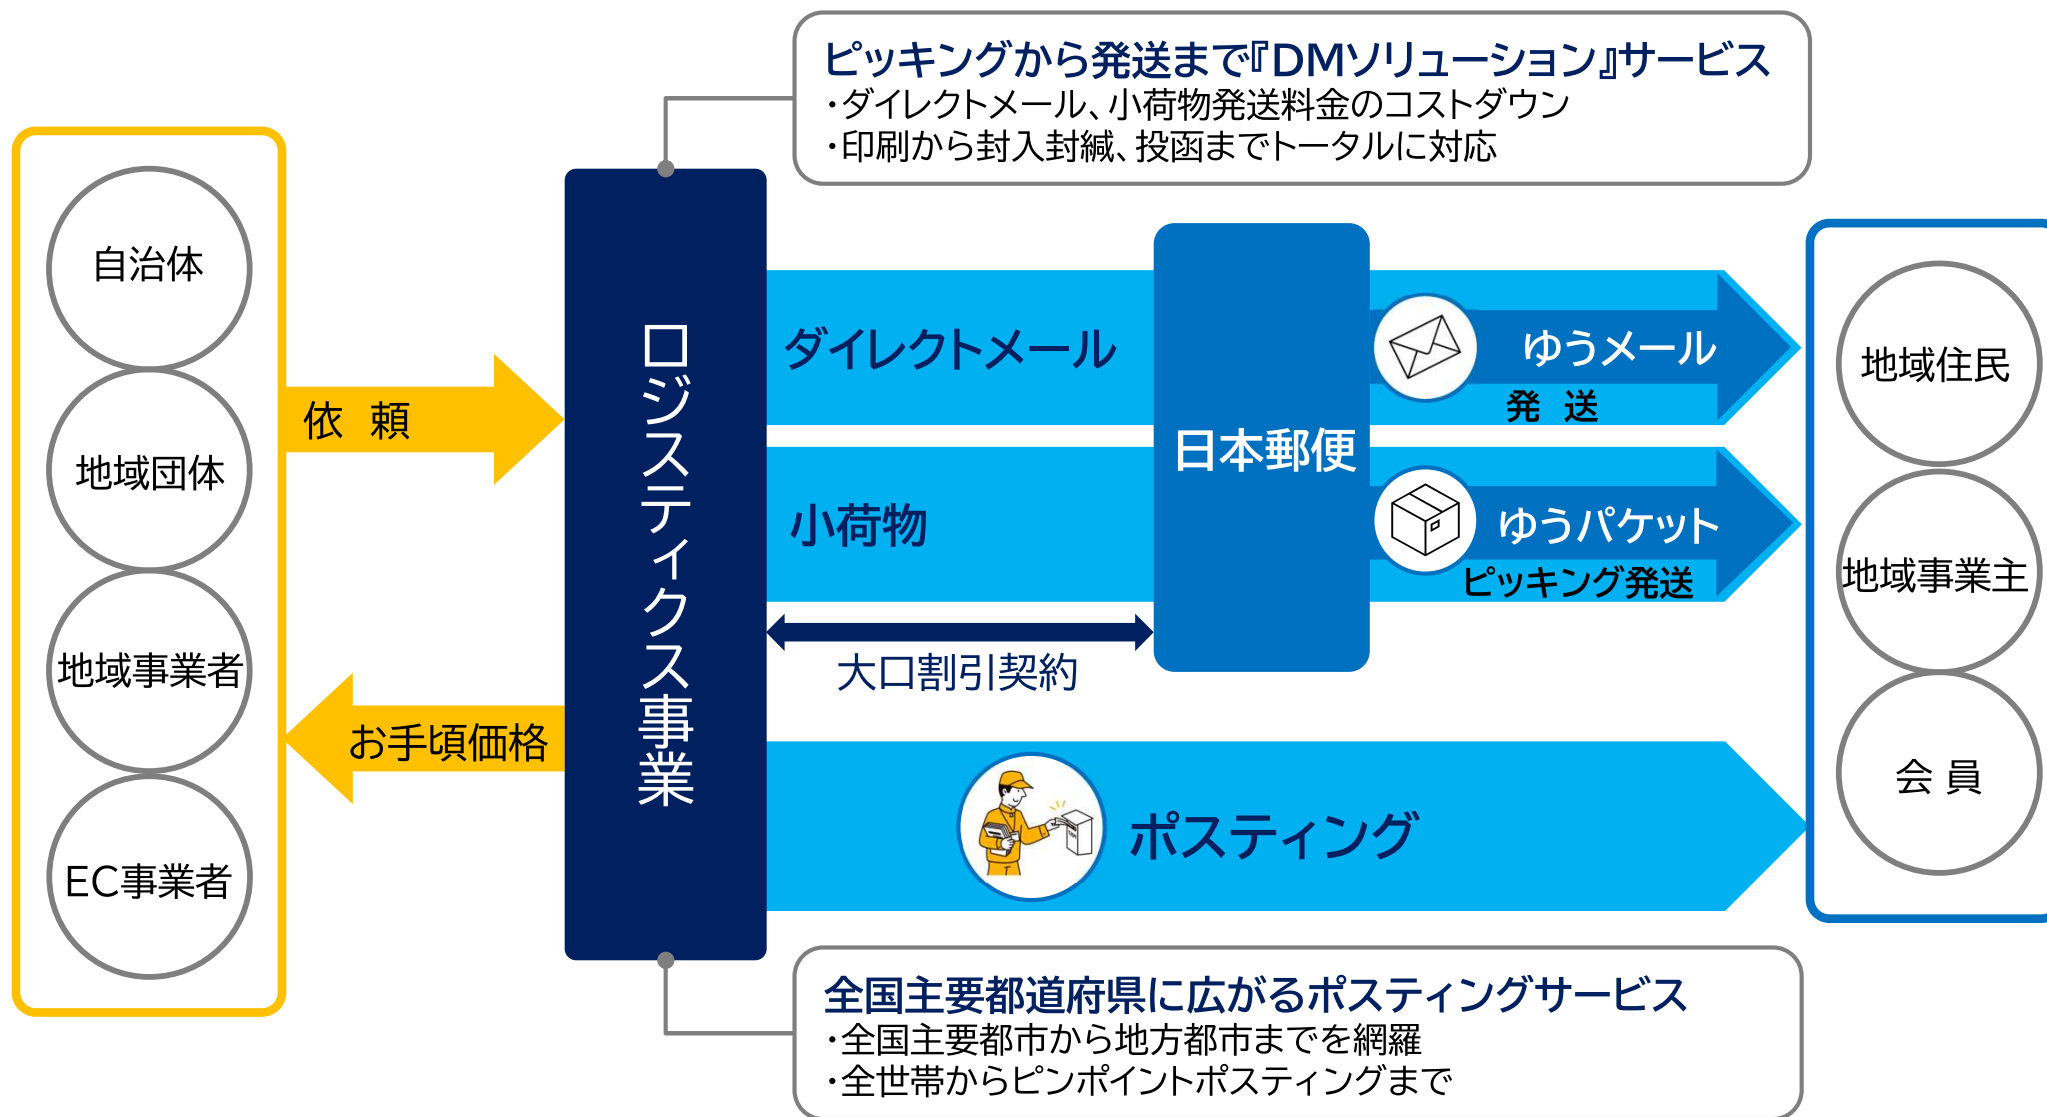 ピッキングから発送まで『DMソリューション』サービス
・ダイレクトメール、小荷物発送料金のコストダウン
・印刷から封入封緘、投函までトータルに対応
自治体
地域団体
地域事業者
EC事業者
依 頼
お手頃価格
ロジスティクス事業
ダイレクトメール
小荷物
大口割引契約
日本郵便
ゆうメール
発 送
ゆうパケット
ピッキング発送
ポスティング
地域住民
地域事業主
会 員
全国主要都道府県に広がるポスティングサービス
・全国主要都市から地方都市までを網羅
・全世帯からピンポイントポスティングまで